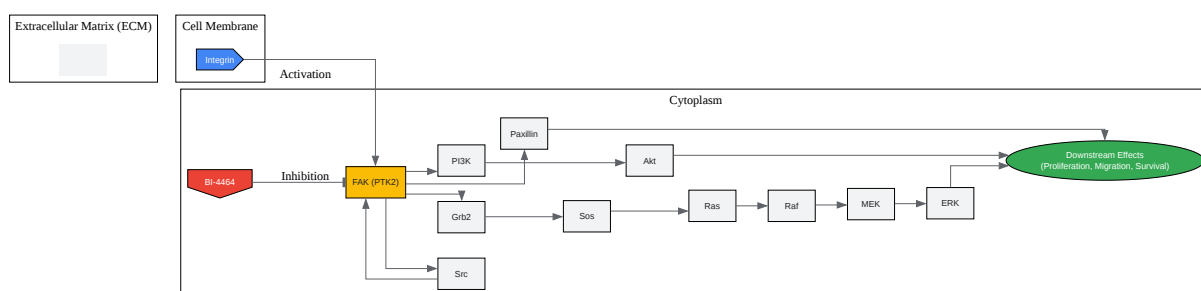 Extracellular Matrix (ECM)
Cell Membrane
Integrin
Activation
Cytoplasm
Paxillin
PI3K
Akt
Downstream Effects
(Proliferation, Migration, Survival)
BI-4464
Inhibition
FAK (PTK2)
Grb2
Sos
Ras
Raf
MEK
ERK
Src